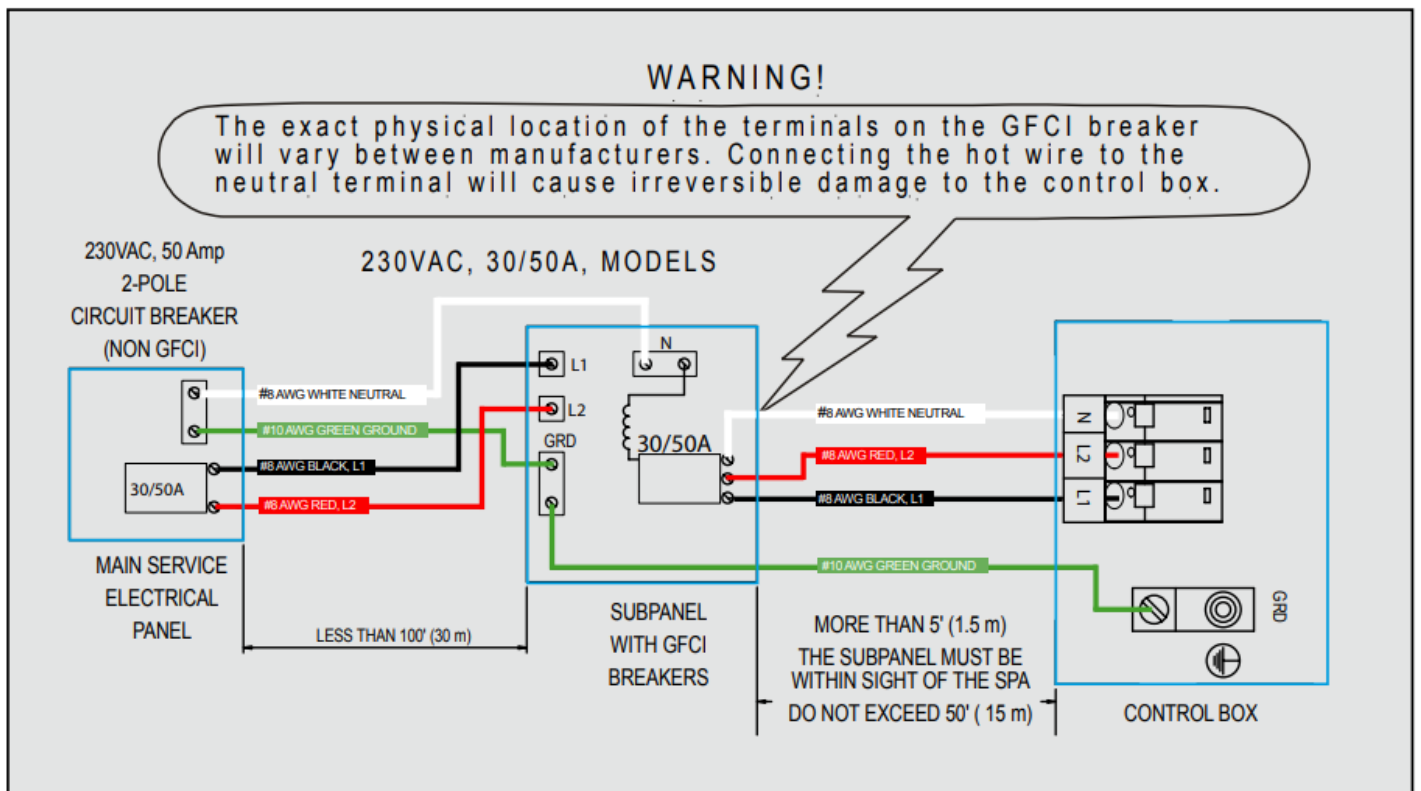 WARNING!
The exact physical location of the terminals on the GFCI breaker
will vary between manufacturers. Connecting the hot wire to the
neutral terminal will cause irreversible damage to the control box.
230VAC, 50 Amp
2-POLE
CIRCUIT BREAKER
(NON GFCI)
230VAC, 30/50A, MODELS
#8 AWG WHITE NEUTRAL
#10 AWG GREEN GROUND
#8 AWG BLACK, L1
#8 AWG RED, L2
30/50A
MAIN SERVICE
ELECTRICAL
PANEL
LESS THAN 100' (30 m)
L1
L2
GRD
N
30/50A
SUBPANEL
WITH GFCI
BREAKERS
#8 AWG WHITE NEUTRAL
#8 AWG RED, L2
#8 AWG BLACK, L1
#10 AWG GREEN GROUND
MORE THAN 5' (1.5 m)
THE SUBPANEL MUST BE
WITHIN SIGHT OF THE SPA
DO NOT EXCEED 50' ( 15 m)
N
L2
L1
GRD
CONTROL BOX